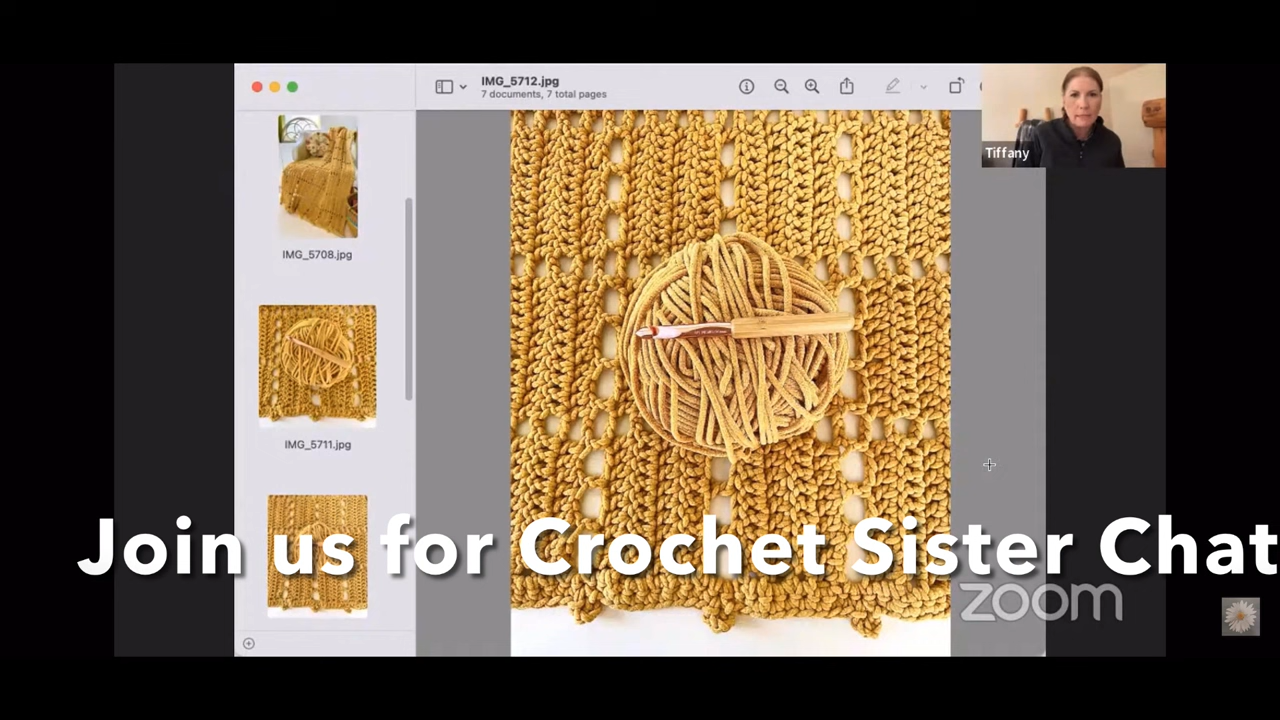 IMG_5712.jpg
7 documents, 7 total pages
Tiffany
IMG_5708.jpg
IMG_5711.jpg
Join us for Crochet Sister Chat
zoom